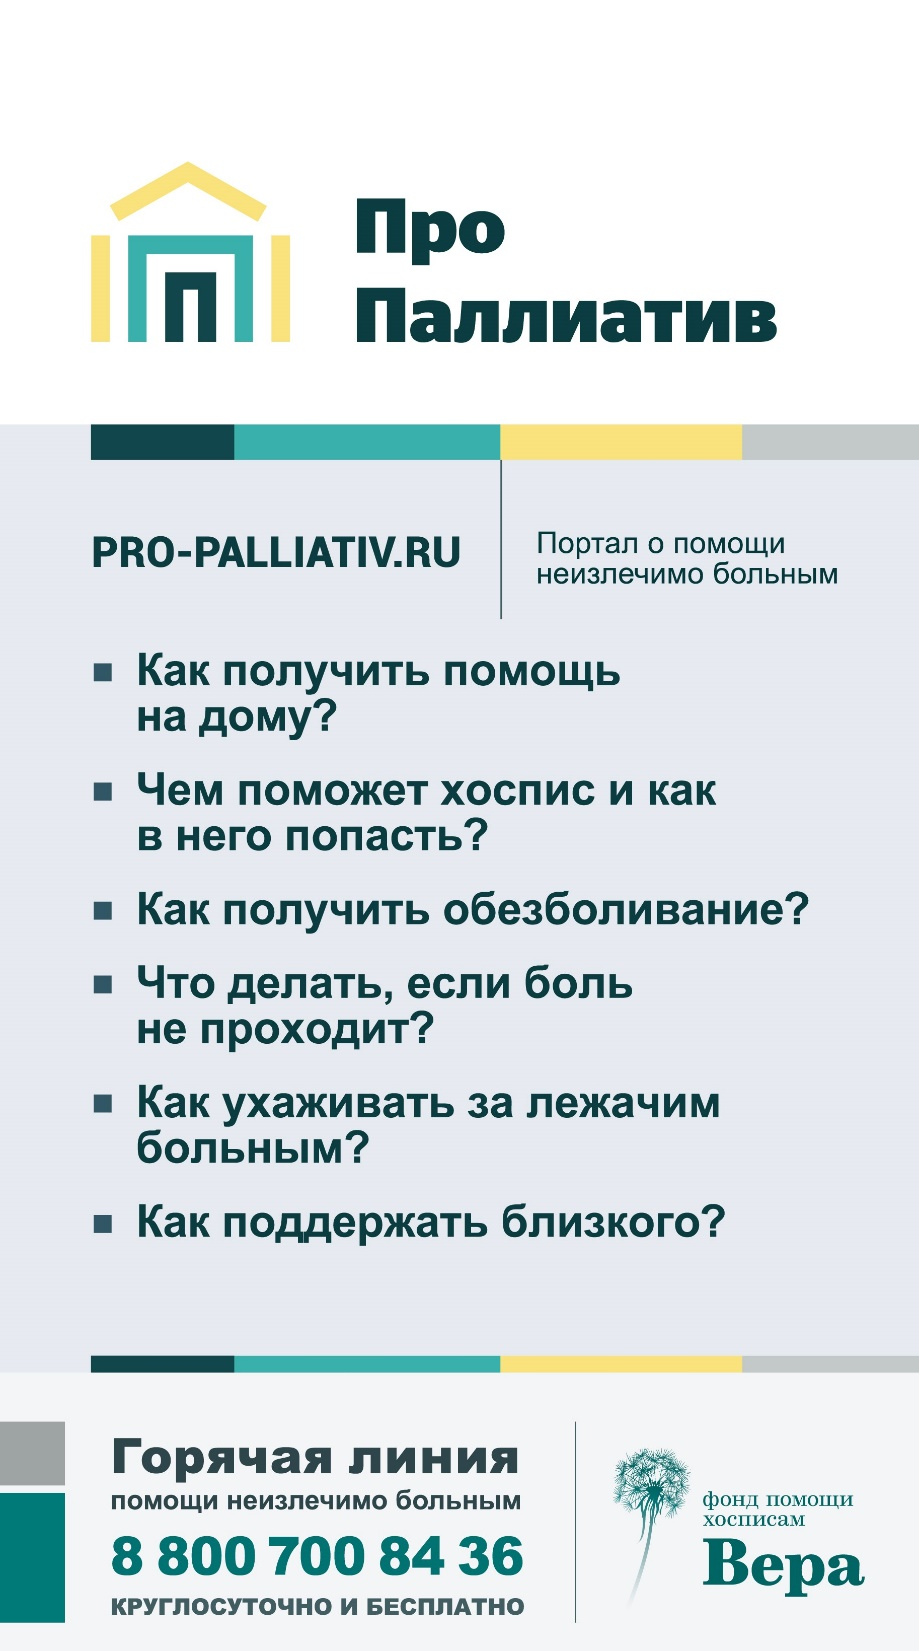 П
Про
Паллиатив
PRO-PALLIATIV.RU
Портал о помощи
неизлечимо больным
Как получить помощь
на дому?
Чем поможет хоспис и как
в него попасть?
Как получить обезболивание?
Что делать, если боль
не проходит?
Как ухаживать за лежачим
больным?
Как поддержать близкого?
Горячая линия
помощи неизлечимо больным
8 800 700 84 36
КРУГЛОСУТОЧНО И БЕСПЛАТНО
фонд помощи
хосписам
Вера